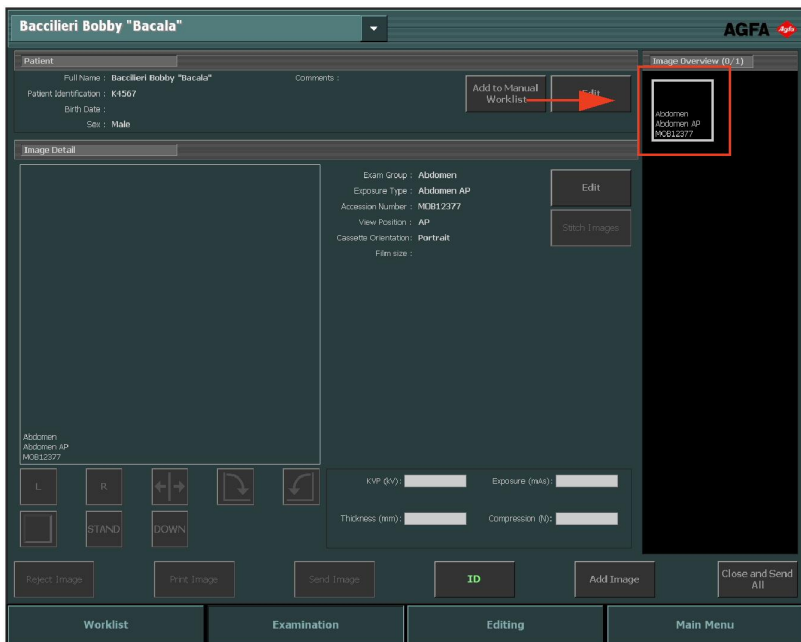 Baccilieri Bobby "Bacala"
AGFA
Agfa
Patient
Full Name : Baccilieri Bobby "Bacala"
Comments :
Patient Identification : K4567
Birth Date :
Sex : Male
Add to Manual
Worklist
Edit
Image Overview (0/1)
Abdomen
Abdomen AP
MOB12377
Image Detail
Exam Group : Abdomen
Exposure Type : Abdomen AP
Accession Number : MOB12377
View Position : AP
Cassette Orientation: Portrait
Film size :
Edit
Stitch Images
Abdomen
Abdomen AP
MOB12377
L
R
STAND
DOWN
KVP (kV):
Exposure (mAs):
Thickness (mm):
Compression (N):
Reject Image
Print Image
Send Image
ID
Add Image
Close and Send
All
Worklist
Examination
Editing
Main Menu